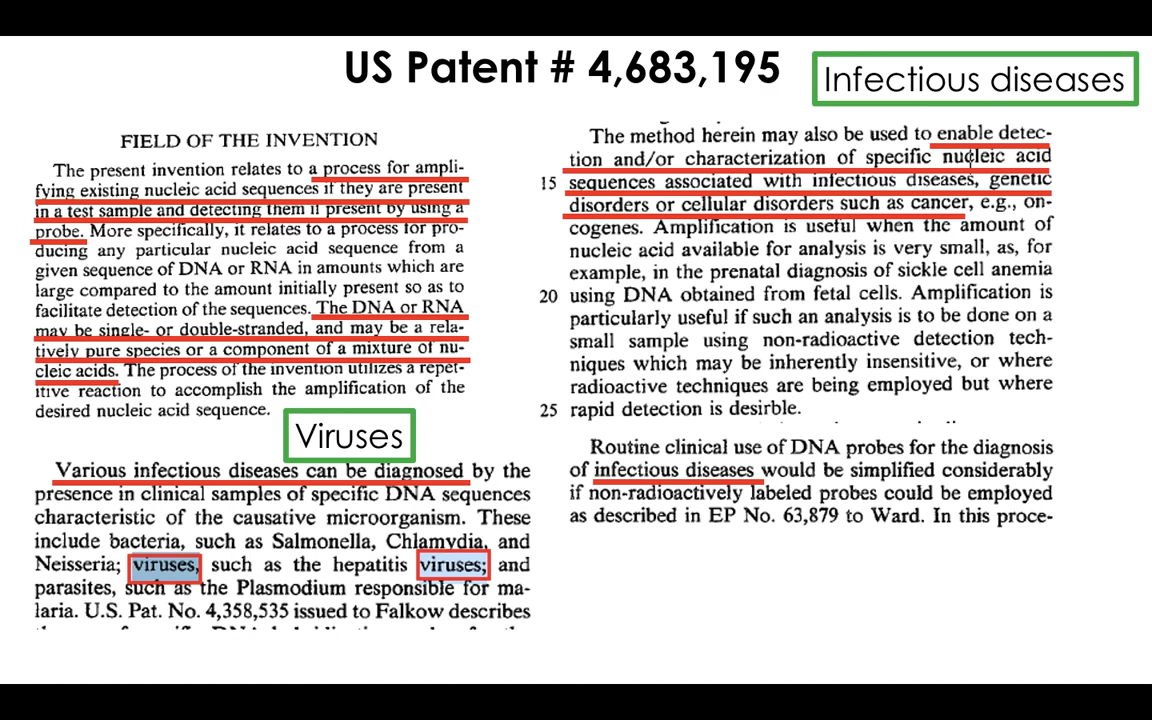 US Patent # 4,683,195
Infectious diseases
FIELD OF THE INVENTION
The present invention relates to a process for ampli-
fying existing nucleic acid sequences if they are present
in a test sample and detecting them if present by using a
probe. More specifically, it relates to a process for pro-
ducing any particular nucleic acid sequence from a
given sequence of DNA or RNA in amounts which are
large compared to the amount initially present so as to
facilitate detection of the sequences. The DNA or RNA
may be single- or double-stranded, and may be a rela-
tively pure species or a component of a mixture of nu-
cleic acids. The process of the invention utilizes a repet-
itive reaction to accomplish the amplification of the
desired nucleic acid sequence.
Viruses
Various infectious diseases can be diagnosed by the
presence in clinical samples of specific DNA sequences
characteristic of the causative microorganism. These
include bacteria, such as Salmonella, Chlamydia, and
Neisseria; viruses, such as the hepatitis viruses; and
parasites, such as the Plasmodium responsible for ma-
laria. U.S. Pat. No. 4,358,535 issued to Falkow describes
The method herein may also be used to enable detec-
tion and/or characterization of specific nucleic acid
15 sequences associated with infectious diseases, genetic
disorders or cellular disorders such as cancer, e.g., on-
cogenes. Amplification is useful when the amount of
nucleic acid available for analysis is very small, as, for
example, in the prenatal diagnosis of sickle cell anemia
20 using DNA obtained from fetal cells. Amplification is
particularly useful if such an analysis is to be done on a
small sample using non-radioactive detection tech-
niques which may be inherently insensitive, or where
radioactive techniques are being employed but where
25 rapid detection is desirble.
Routine clinical use of DNA probes for the diagnosis
of infectious diseases would be simplified considerably
if non-radioactively labeled probes could be employed
as described in EP No. 63,879 to Ward. In this proce-